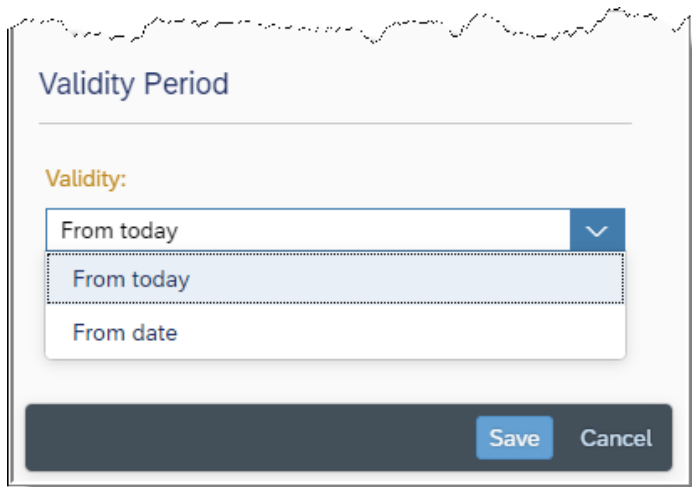 Validity Period
Validity:
From today
From today
From date
Save Cancel